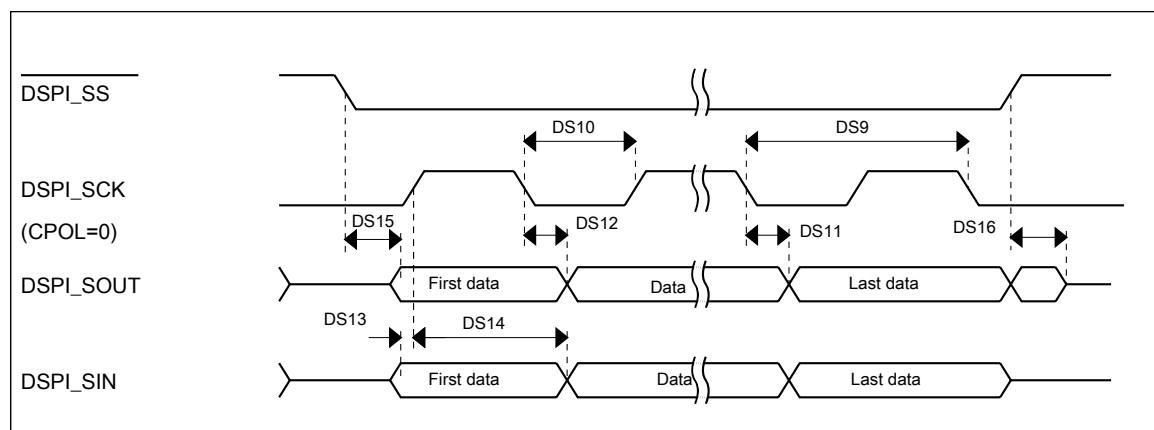 DSPI_SS
DS10
DS9
DSPI_SCK
(CPOL=0)
DS15
DS12
DS11
DS16
DSPI_SOUT
First data
Data
Last data
DS13
DS14
DSPI_SIN
First data
Data
Last data